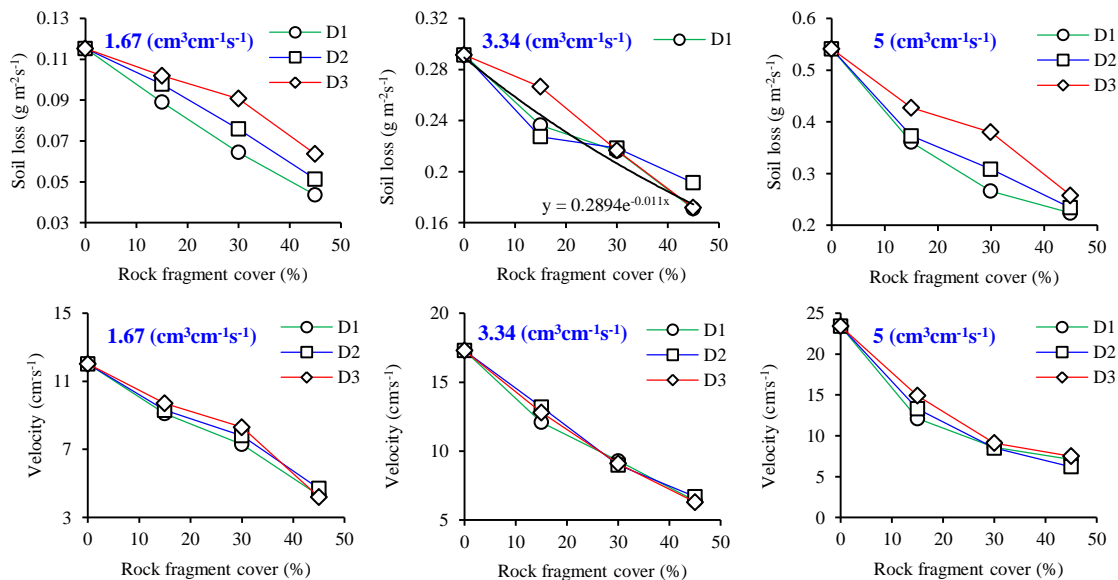 1.67 (cm³cm⁻¹s⁻¹)
D1
D2
D3
Soil loss (g m⁻²s⁻¹)
0.13
0.11
0.09
0.07
0.05
0.03
0 10 20 30 40 50
Rock fragment cover (%)
3.34 (cm³cm⁻¹s⁻¹)
D1
Soil loss (g m⁻²s⁻¹)
0.32
0.28
0.24
0.20
0.16
y = 0.2894e⁻⁰·⁰¹¹ˣ
0 10 20 30 40 50
Rock fragment cover (%)
5 (cm³cm⁻¹s⁻¹)
D1
D2
D3
Soil loss (g m⁻²s⁻¹)
0.6
0.5
0.4
0.3
0.2
0 10 20 30 40 50
Rock fragment cover (%)
1.67 (cm³cm⁻¹s⁻¹)
D1
D2
D3
Velocity (cm·s⁻¹)
15
11
7
3
0 10 20 30 40 50
Rock fragment cover (%)
3.34 (cm³cm⁻¹s⁻¹)
D1
D2
D3
Velocity (cm·s⁻¹)
20
15
10
5
0 10 20 30 40 50
Rock fragment cover (%)
5 (cm³cm⁻¹s⁻¹)
D1
D2
D3
Velocity (cm·s⁻¹)
25
20
15
10
5
0
0 10 20 30 40 50
Rock fragment cover (%)